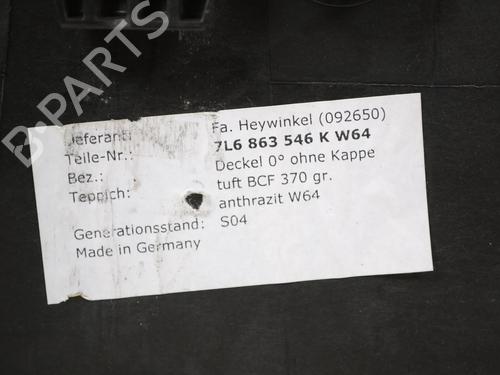 B-PARTS
Lieferant: Fa. Heywinkel (092650)
Teile-Nr.: 7L6 863 546 K W64
Bez.: Deckel 0° ohne Kappe
Teppich: tuft BCF 370 gr.
anthrazit W64
Generationsstand: S04
Made in Germany